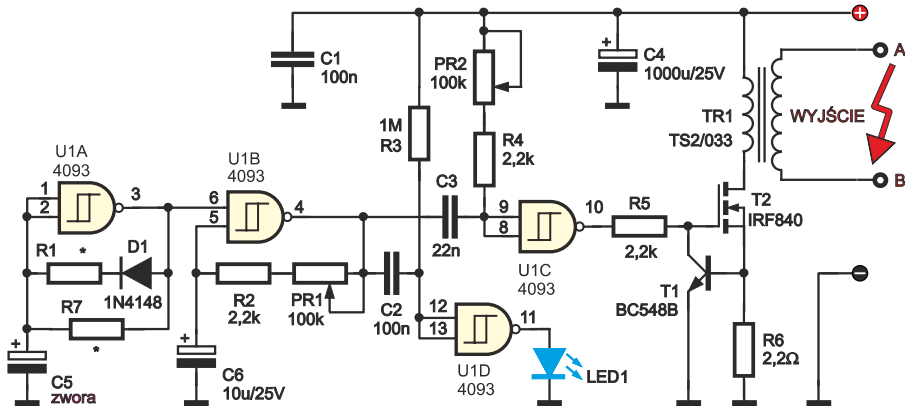 +
C1
100n
PR2
100k
+
C4
1000u/25V
A
TR1
TS2/033
WYJŚCIE
B
1M
R3
R4
2,2k
U1A
4093
1
2
3
U1B
4093
6
5
4
C3
22n
9
8
10
U1C
4093
R5
2,2k
T2
IRF840
R1
*
D1
1N4148
R7
*
R2
2,2k
PR1
100k
C2
100n
T1
BC548B
-
12
13
11
U1D
4093
LED1
R6
2,2Ω
+
C5
zwora
+
C6
10u/25V